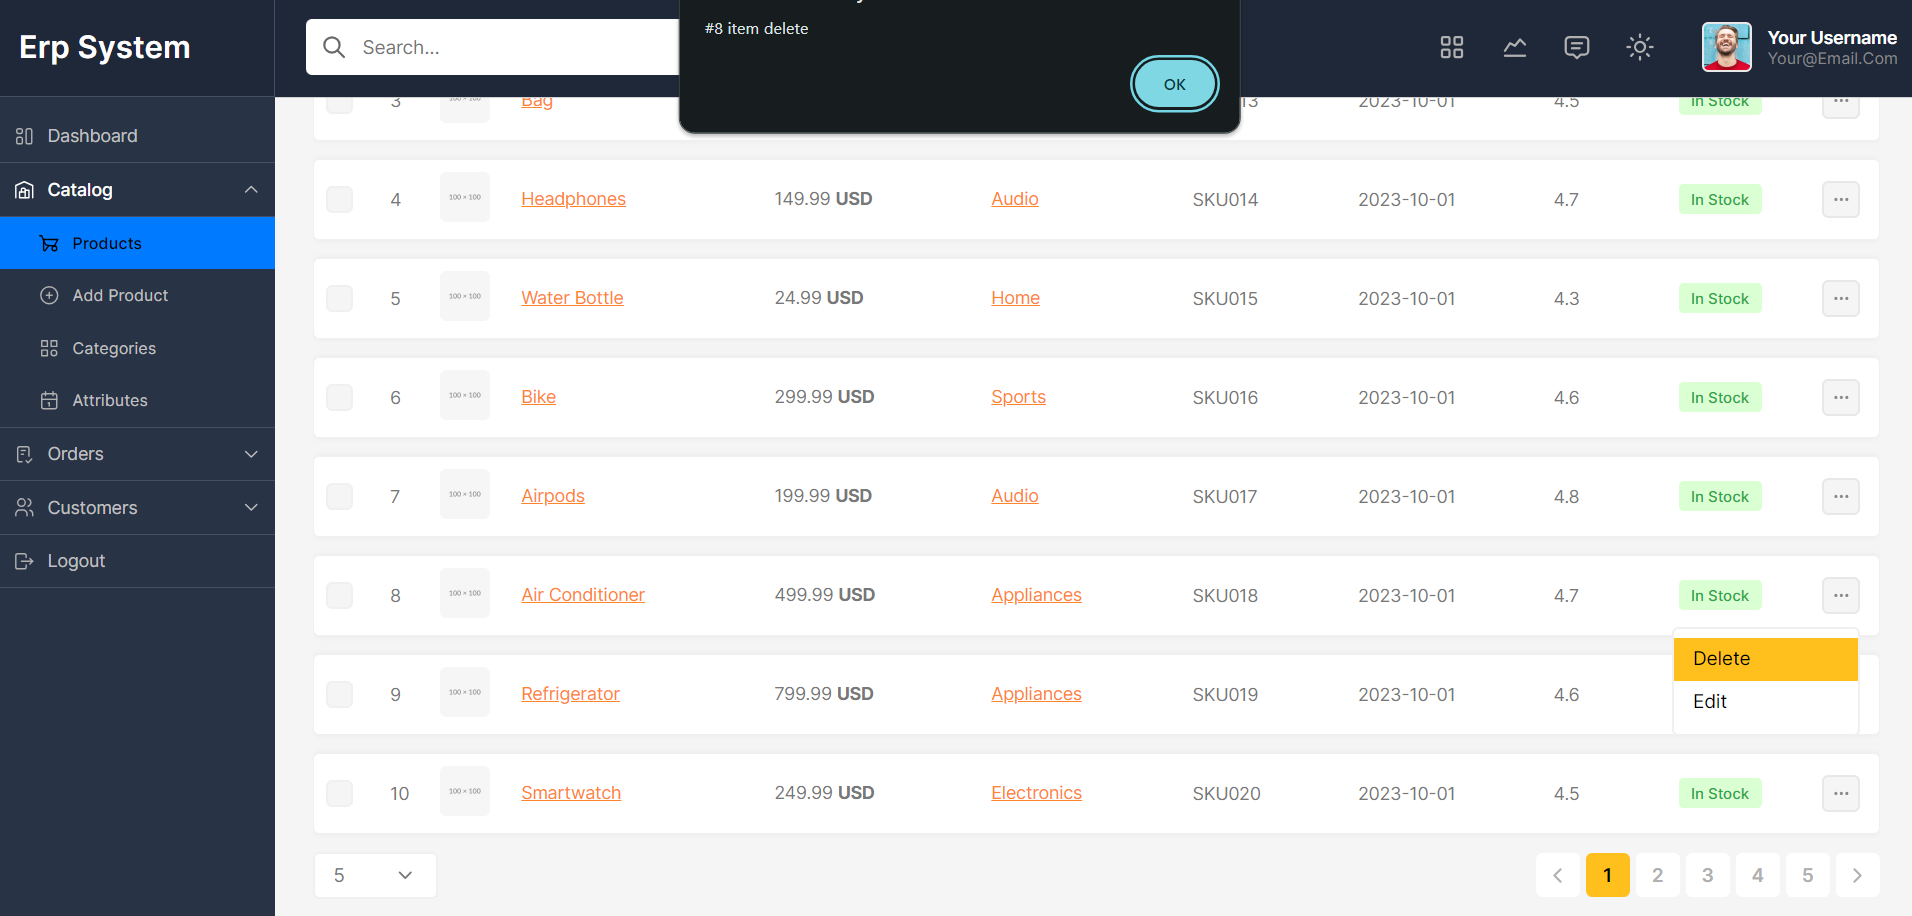 Erp System
Search...
#8 item delete
OK
Your Username
Your@Email.Com
Dashboard
Catalog
Products
Add Product
Categories
Attributes
Orders
Customers
Logout
3 100 × 100 Bag 13 2023-10-01 4.5 In Stock ...
4 100 × 100 Headphones 149.99 USD Audio SKU014 2023-10-01 4.7 In Stock ...
5 100 × 100 Water Bottle 24.99 USD Home SKU015 2023-10-01 4.3 In Stock ...
6 100 × 100 Bike 299.99 USD Sports SKU016 2023-10-01 4.6 In Stock ...
7 100 × 100 Airpods 199.99 USD Audio SKU017 2023-10-01 4.8 In Stock ...
8 100 × 100 Air Conditioner 499.99 USD Appliances SKU018 2023-10-01 4.7 In Stock ...
Delete
Edit
9 100 × 100 Refrigerator 799.99 USD Appliances SKU019 2023-10-01 4.6
10 100 × 100 Smartwatch 249.99 USD Electronics SKU020 2023-10-01 4.5 In Stock ...
5
1 2 3 4 5